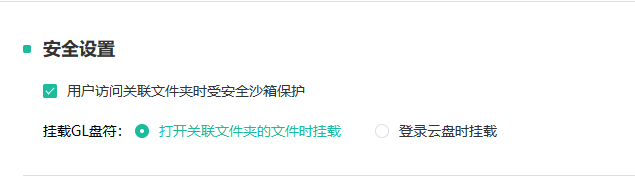 安全设置
用户访问关联文件夹时受安全沙箱保护
挂载GL盘符： 打开关联文件夹的文件时挂载 登录云盘时挂载